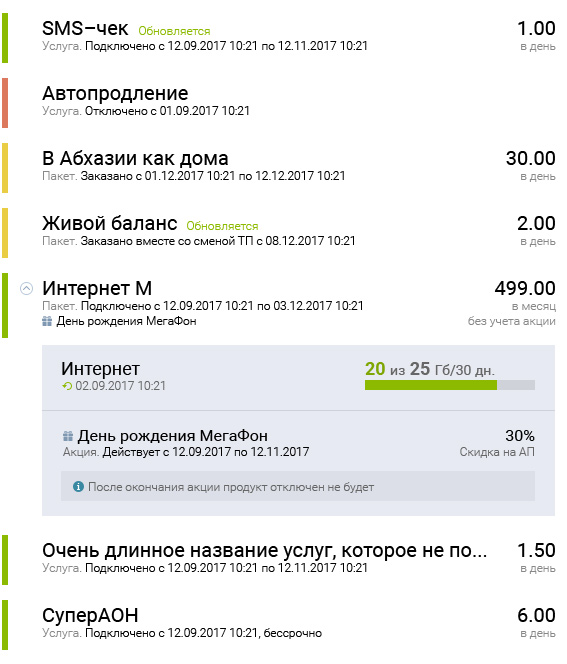 SMS–чек Обновляется 1.00
Услуга. Подключено с 12.09.2017 10:21 по 12.11.2017 10:21 в день
Автопродление
Услуга. Отключено с 01.09.2017 10:21
В Абхазии как дома 30.00
Пакет. Заказано с 01.12.2017 10:21 по 12.12.2017 10:21 в день
Живой баланс Обновляется 2.00
Пакет. Заказано вместе со сменой ТП с 08.12.2017 10:21 в день
Интернет М 499.00
Пакет. Подключено с 12.09.2017 10:21 по 03.12.2017 10:21 в месяц
День рождения МегаФон без учета акции
Интернет 20 из 25 Гб/30 дн.
02.09.2017 10:21
День рождения МегаФон 30%
Акция. Действует с 12.09.2017 по 12.11.2017 Скидка на АП
После окончания акции продукт отключен не будет
Очень длинное название услуг, которое не по... 1.50
Услуга. Подключено с 12.09.2017 10:21 по 12.11.2017 10:21 в день
СуперАОН 6.00
Услуга. Подключено с 12.09.2017 10:21, бессрочно в день